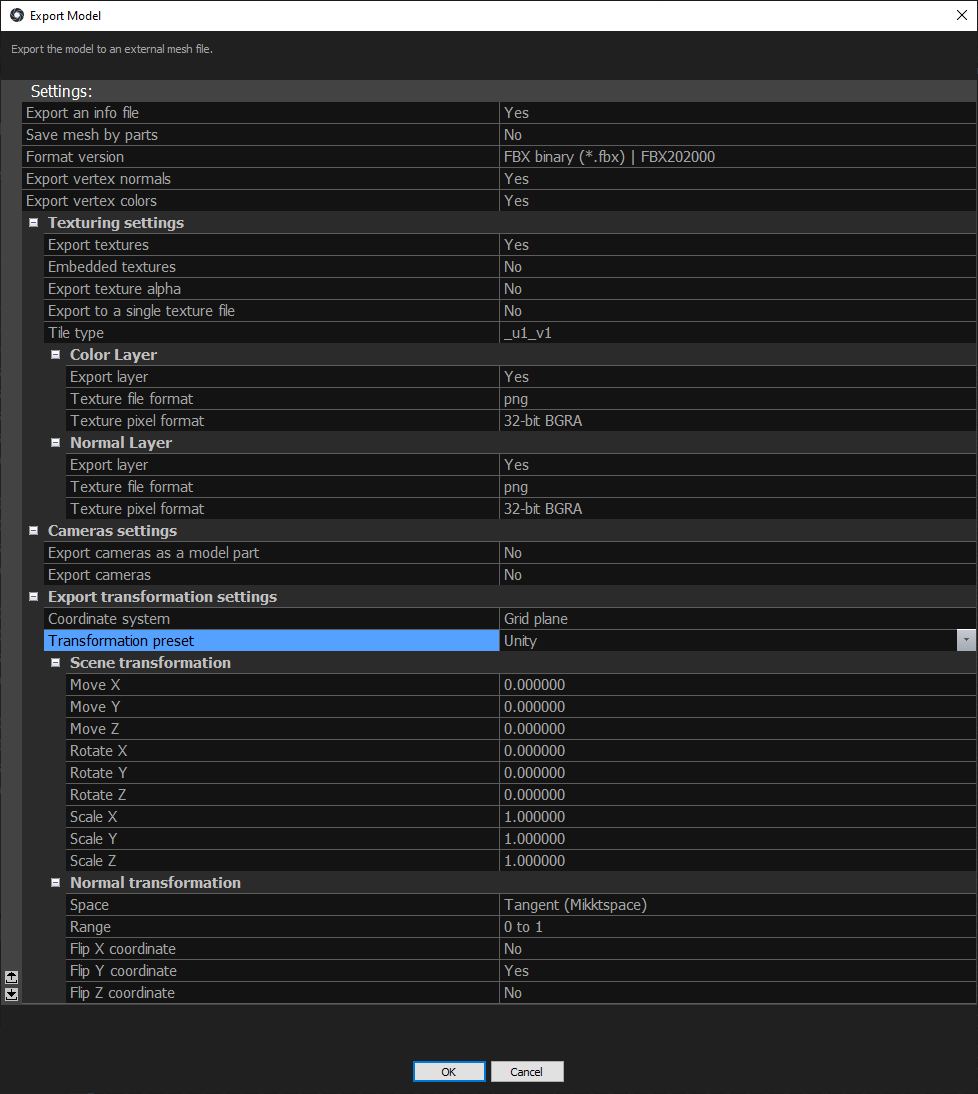 Export Model
Export the model to an external mesh file.
Settings:
Export an info file Yes
Save mesh by parts No
Format version FBX binary (*.fbx) | FBX202000
Export vertex normals Yes
Export vertex colors Yes
Texturing settings
Export textures Yes
Embedded textures No
Export texture alpha No
Export to a single texture file No
Tile type _u1_v1
Color Layer
Export layer Yes
Texture file format png
Texture pixel format 32-bit BGRA
Normal Layer
Export layer Yes
Texture file format png
Texture pixel format 32-bit BGRA
Cameras settings
Export cameras as a model part No
Export cameras No
Export transformation settings
Coordinate system Grid plane
Transformation preset Unity
Scene transformation
Move X 0.000000
Move Y 0.000000
Move Z 0.000000
Rotate X 0.000000
Rotate Y 0.000000
Rotate Z 0.000000
Scale X 1.000000
Scale Y 1.000000
Scale Z 1.000000
Normal transformation
Space Tangent (Mikktspace)
Range 0 to 1
Flip X coordinate No
Flip Y coordinate Yes
Flip Z coordinate No
OK Cancel